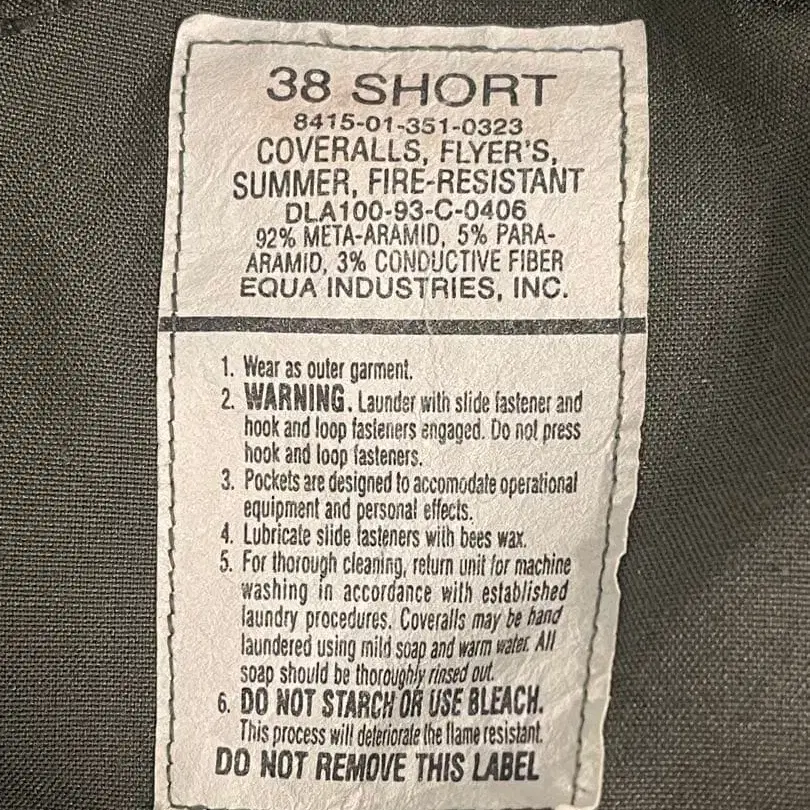 38 SHORT
8415-01-351-0323
COVERALLS, FLYER'S,
SUMMER, FIRE-RESISTANT
DLA100-93-C-0406
92% META-ARAMID, 5% PARA-
ARAMID, 3% CONDUCTIVE FIBER
EQUA INDUSTRIES, INC.
1. Wear as outer garment.
2. WARNING. Launder with slide fastener and
hook and loop fasteners engaged. Do not press
hook and loop fasteners.
3. Pockets are designed to accomodate operational
equipment and personal effects.
4. Lubricate slide fasteners with bees wax.
5. For thorough cleaning, return unit for machine
washing in accordance with established
laundry procedures. Coveralls may be hand
laundered using mild soap and warm water. All
soap should be thoroughly rinsed out.
6. DO NOT STARCH OR USE BLEACH.
This process will deteriorate the flame resistant.
DO NOT REMOVE THIS LABEL